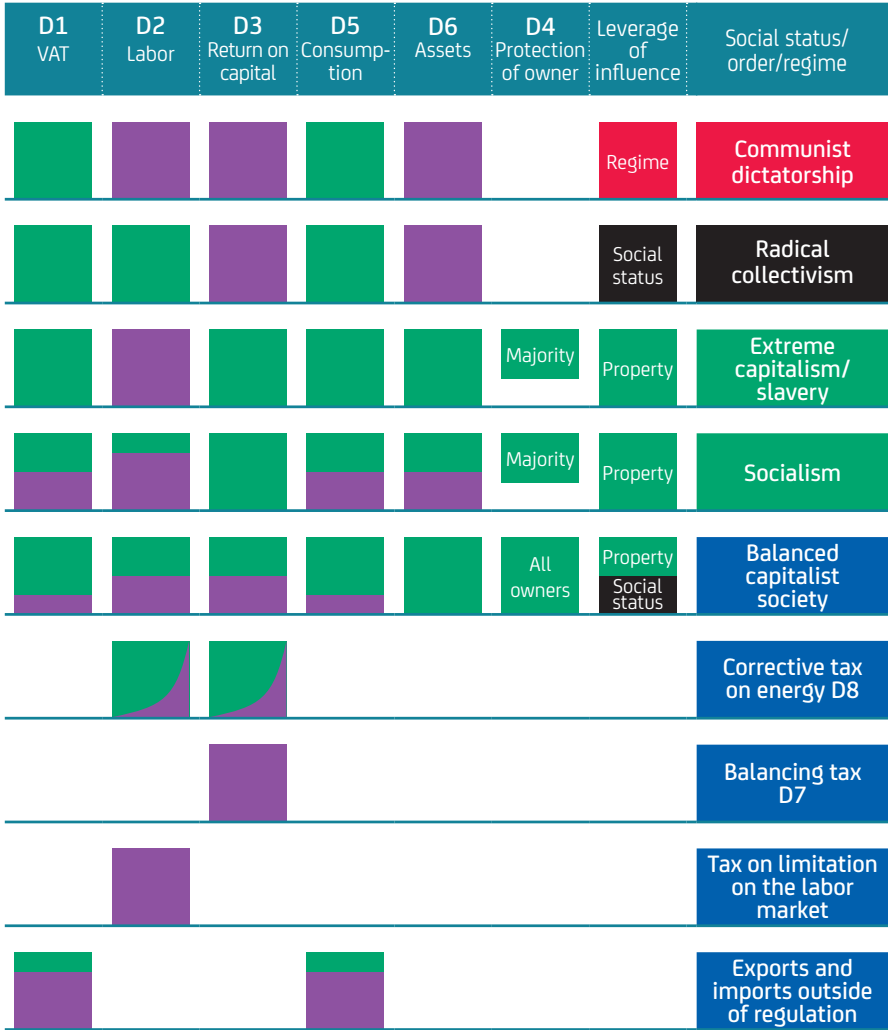 D1
VAT
D2
Labor
D3
Return on
capital
D5
Consump-
tion
D6
Assets
D4
Protection
of owner
Leverage
of
influence
Social status/
order/regime
Regime
Communist
dictatorship
Social
status
Radical
collectivism
Majority
Property
Extreme
capitalism/
slavery
Majority
Property
Socialism
All
owners
Property
Social
status
Balanced
capitalist
society
Corrective tax
on energy D8
Balancing tax
D7
Tax on limitation
on the labor
market
Exports and
imports outside
of regulation